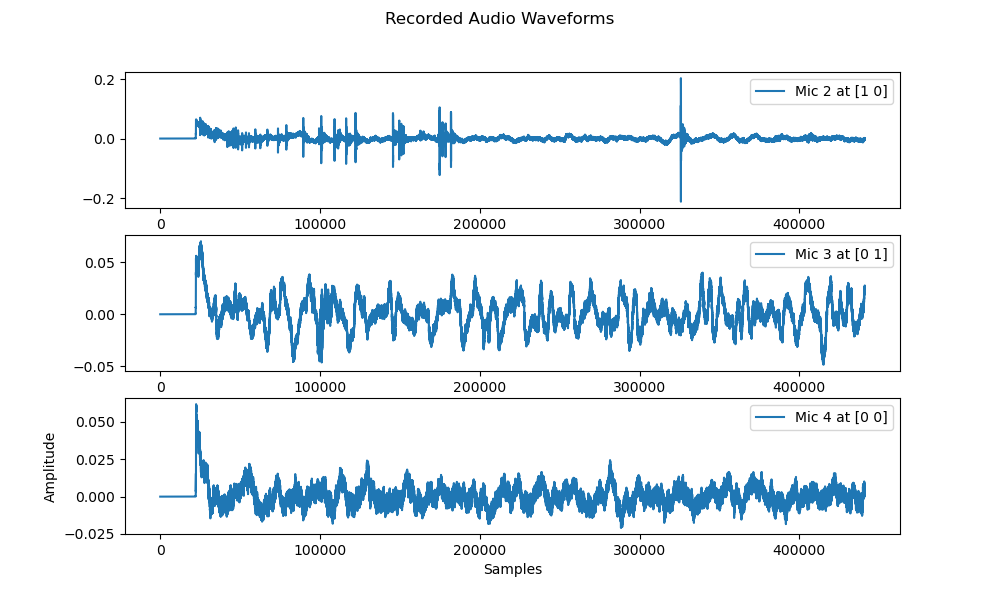 Recorded Audio Waveforms
0.2
0.0
−0.2
Mic 2 at [1 0]
0 100000 200000 300000 400000
0.05
0.00
−0.05
Mic 3 at [0 1]
0 100000 200000 300000 400000
0.050
0.025
0.000
−0.025
Amplitude
Mic 4 at [0 0]
0 100000 200000 300000 400000
Samples